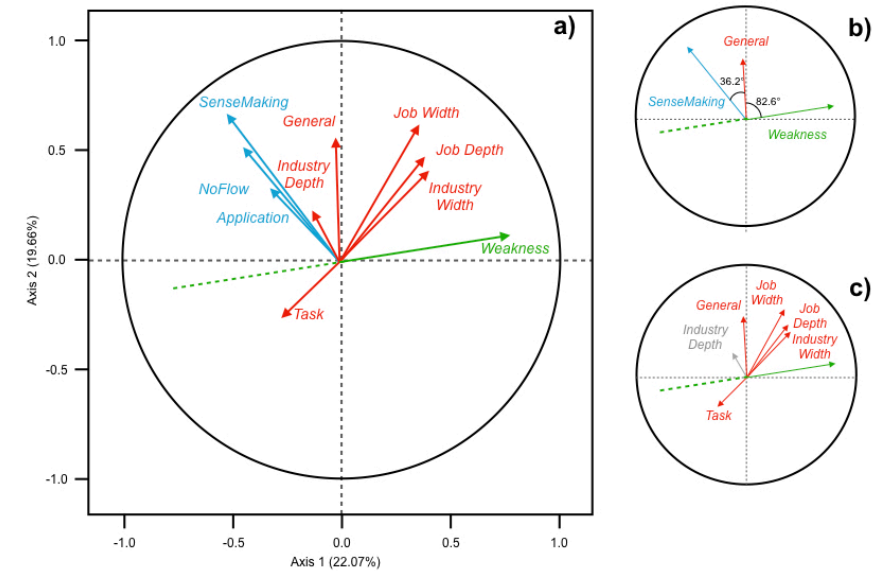 a)
1.0
0.5
0.0
-0.5
-1.0
Axis 2 (19.66%)
SenseMaking
General
Job Width
Industry
Depth
Job Depth
NoFlow
Industry
Width
Application
Weakness
Task
-1.0
-0.5
0.0
0.5
1.0
Axis 1 (22.07%)
b)
General
36.2°
SenseMaking
82.6°
Weakness
c)
Job
Width
General
Job
Depth
Industry
Depth
Industry
Width
Task